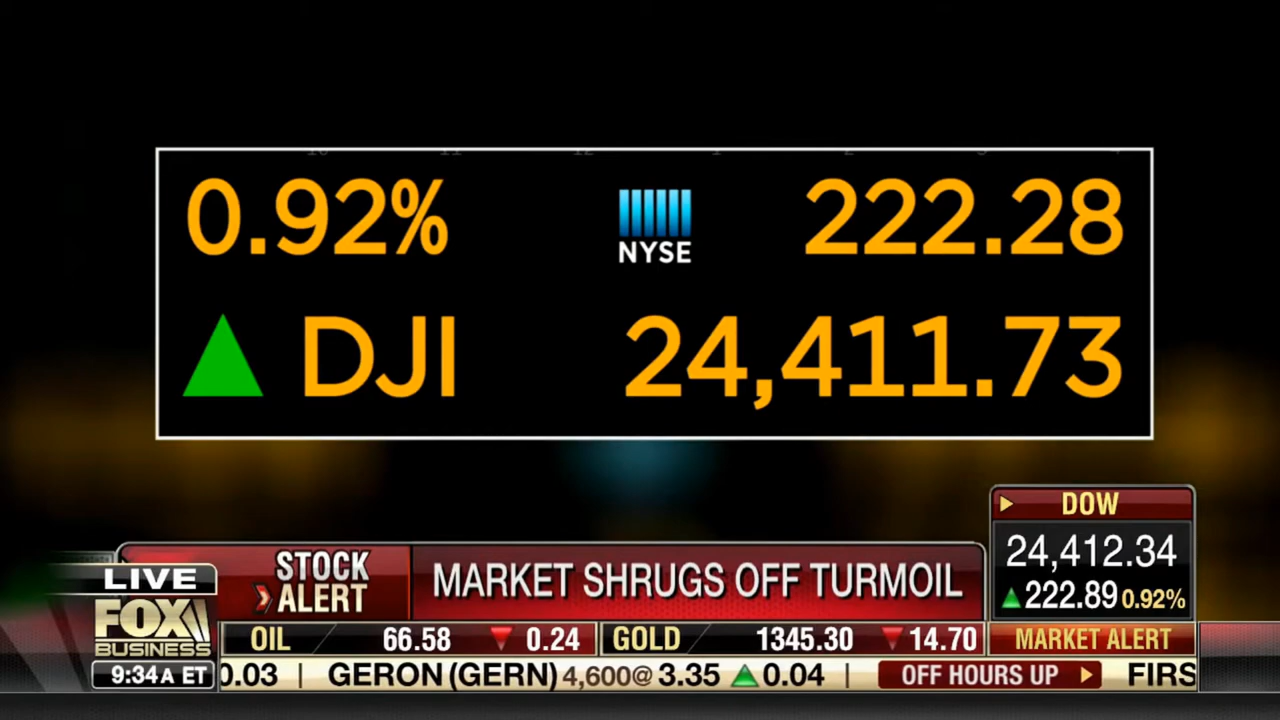 0.92% NYSE 222.28
DJI 24,411.73
DOW
24,412.34
222.89 0.92%
STOCK ALERT
MARKET SHRUGS OFF TURMOIL
LIVE
FOX
BUSINESS
9:34A ET
OIL 66.58 0.24 GOLD 1345.30 14.70 MARKET ALERT
0.03 | GERON (GERN) 4,600@ 3.35 0.04 | OFF HOURS UP FIRS